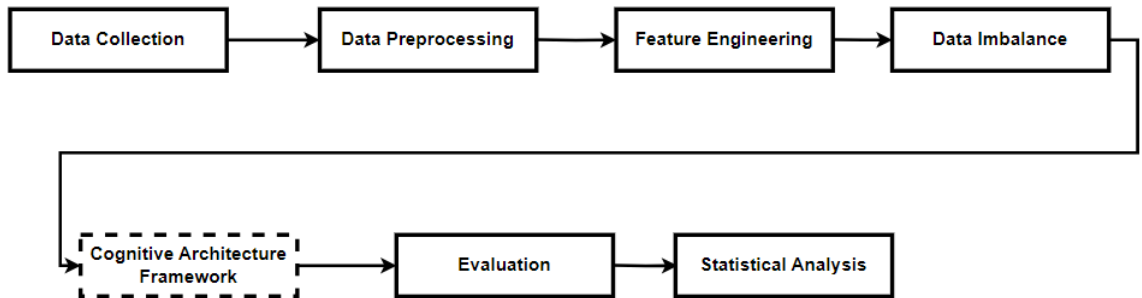 Data Collection
Data Preprocessing
Feature Engineering
Data Imbalance
Cognitive Architecture
Framework
Evaluation
Statistical Analysis